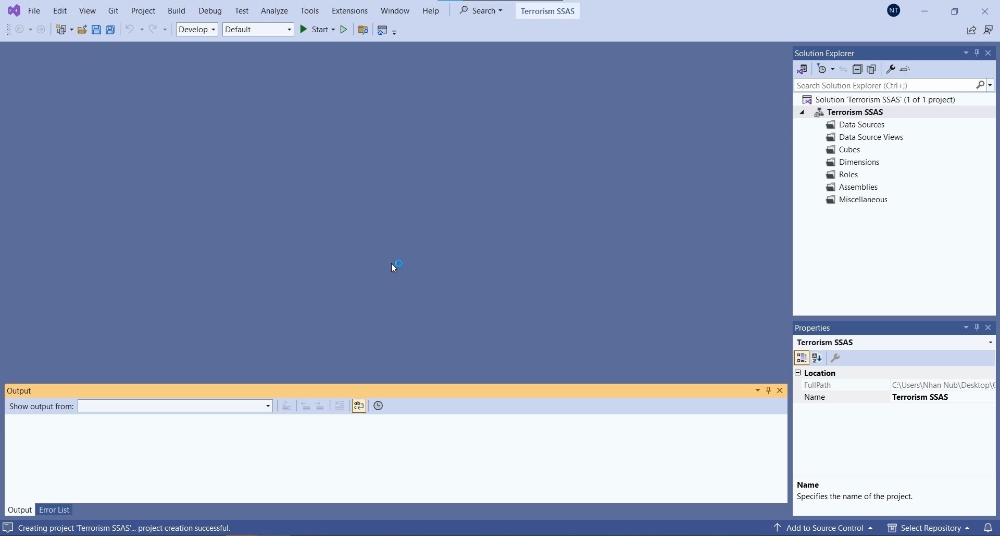 File Edit View Git Project Build Debug Test Analyze Tools Extensions Window Help Search Terrorism SSAS NT
Develop Default Start
Solution Explorer
Search Solution Explorer (Ctrl+;)
Solution 'Terrorism SSAS' (1 of 1 project)
Terrorism SSAS
Data Sources
Data Source Views
Cubes
Dimensions
Roles
Assemblies
Miscellaneous
Properties
Terrorism SSAS
Location
FullPath C:\Users\Nhan Nub\Desktop\
Name Terrorism SSAS
Name
Specifies the name of the project.
Output
Show output from:
Output Error List
Creating project 'Terrorism SSAS'... project creation successful. Add to Source Control Select Repository